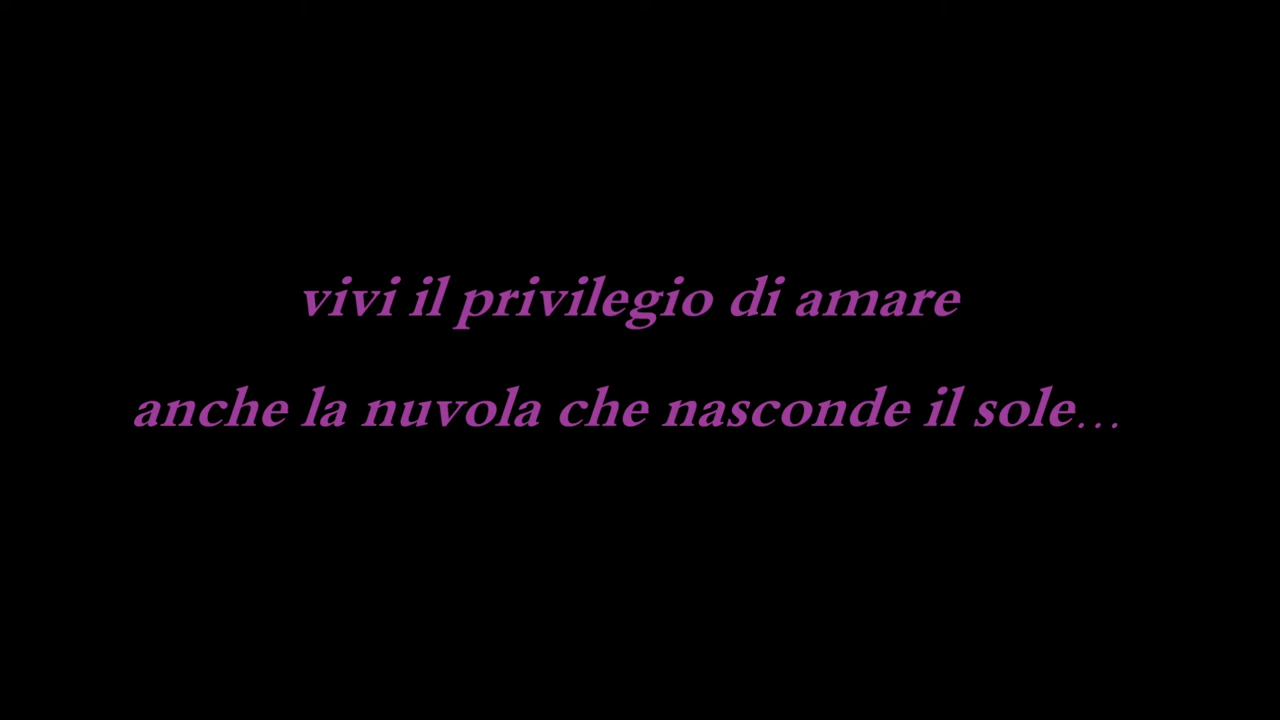 vivi il privilegio di amare
anche la nuvola che nasconde il sole...